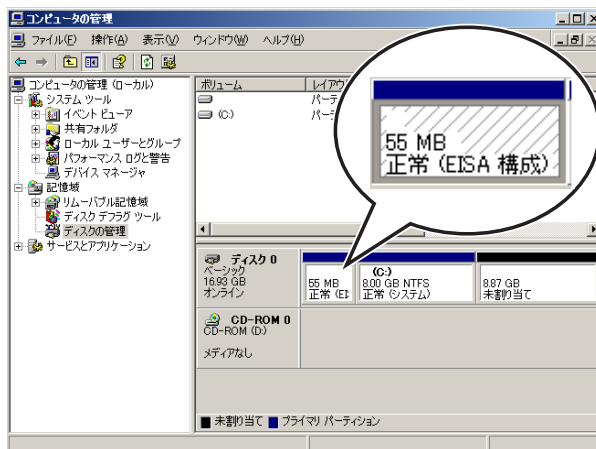 コンピュータの管理
ファイル(F) 操作(A) 表示(V) ウィンドウ(W) ヘルプ(H)
コンピュータの管理 (ローカル)
システム ツール
イベント ビューア
共有フォルダ
ローカル ユーザーとグループ
パフォーマンス ログと警告
デバイス マネージャ
記憶域
リムーバブル記憶域
ディスク デフラグ ツール
ディスクの管理
サービスとアプリケーション
ボリューム レイアウ
パーテ
(C:) パーテ
55 MB
正常 (EISA 構成)
ディスク 0
ベーシック
16.93 GB
オンライン
55 MB
正常 (EI
(C:)
8.00 GB NTFS
正常 (システム)
8.87 GB
未割り当て
CD-ROM 0
CD-ROM (D:)
メディアなし
未割り当て プライマリ パーティション